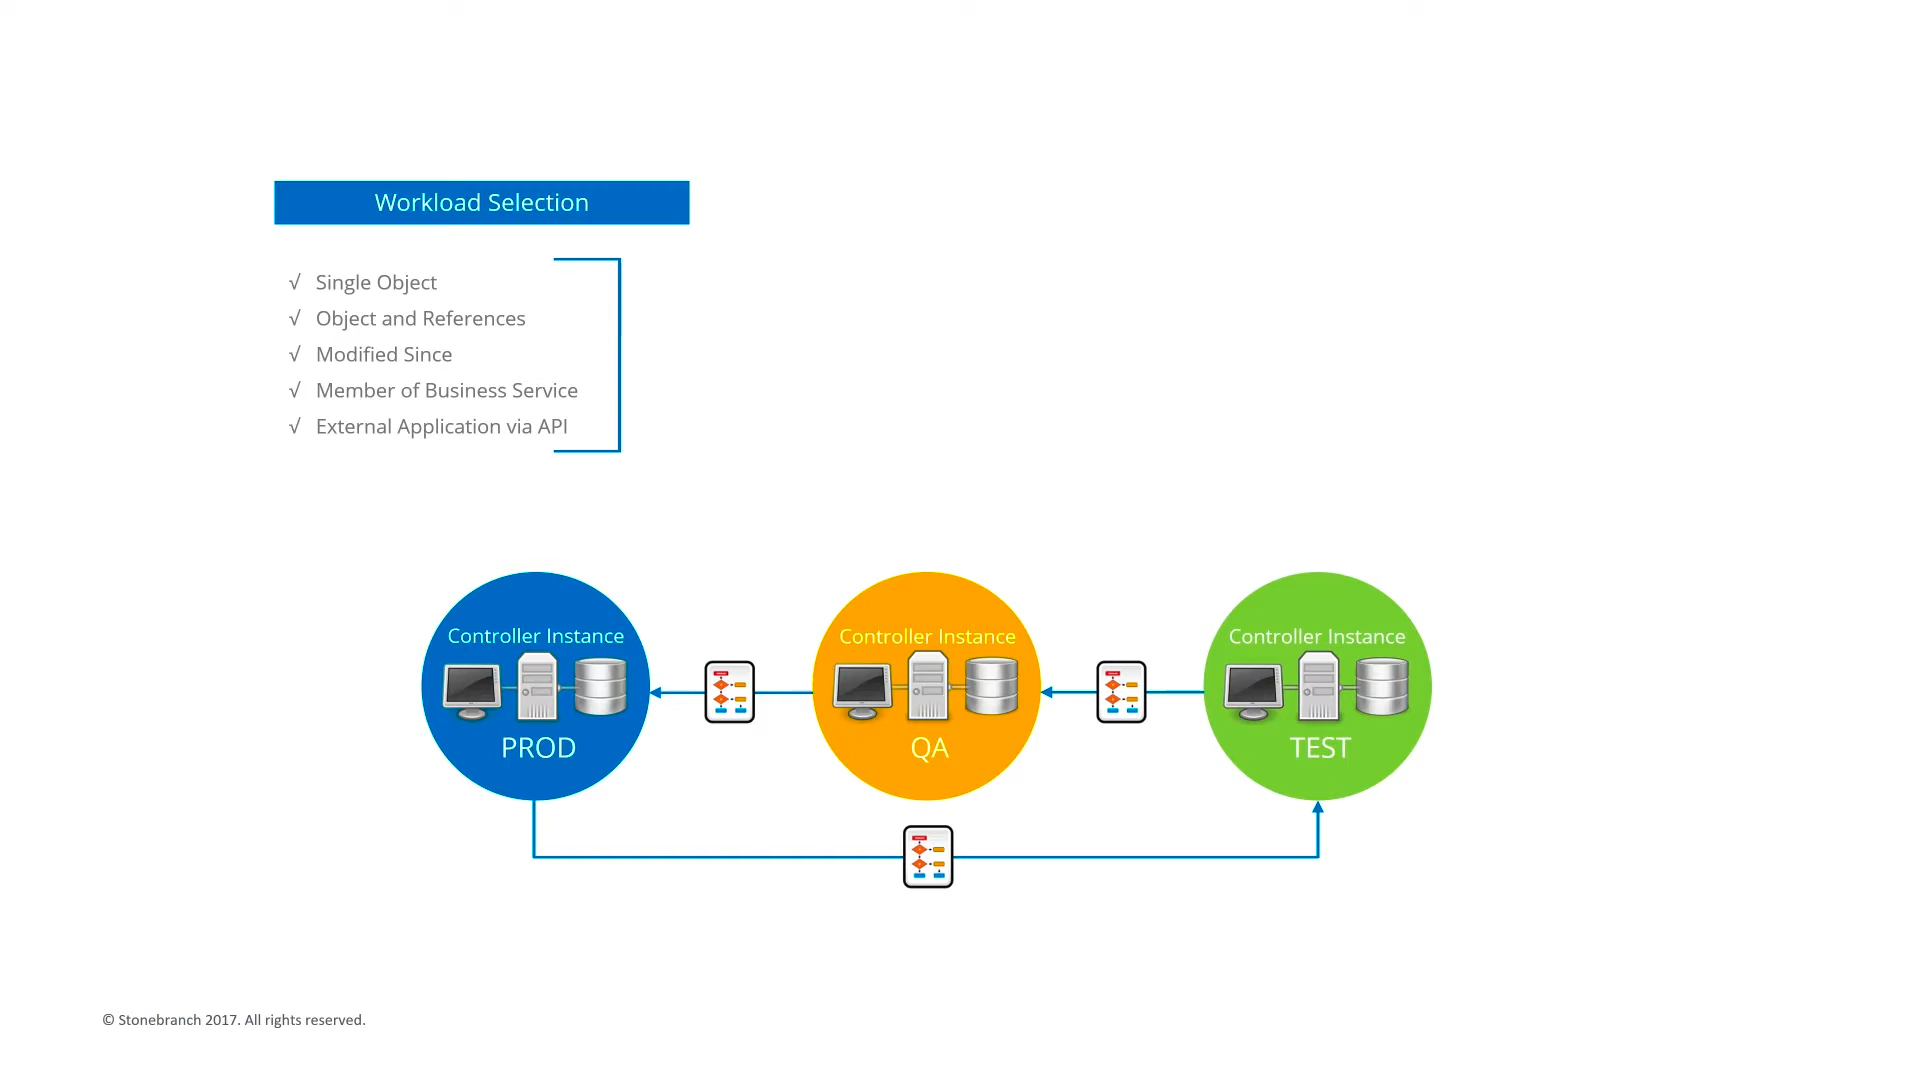 Workload Selection
√ Single Object
√ Object and References
√ Modified Since
√ Member of Business Service
√ External Application via API
Controller Instance
PROD
Controller Instance
QA
Controller Instance
TEST
© Stonebranch 2017. All rights reserved.